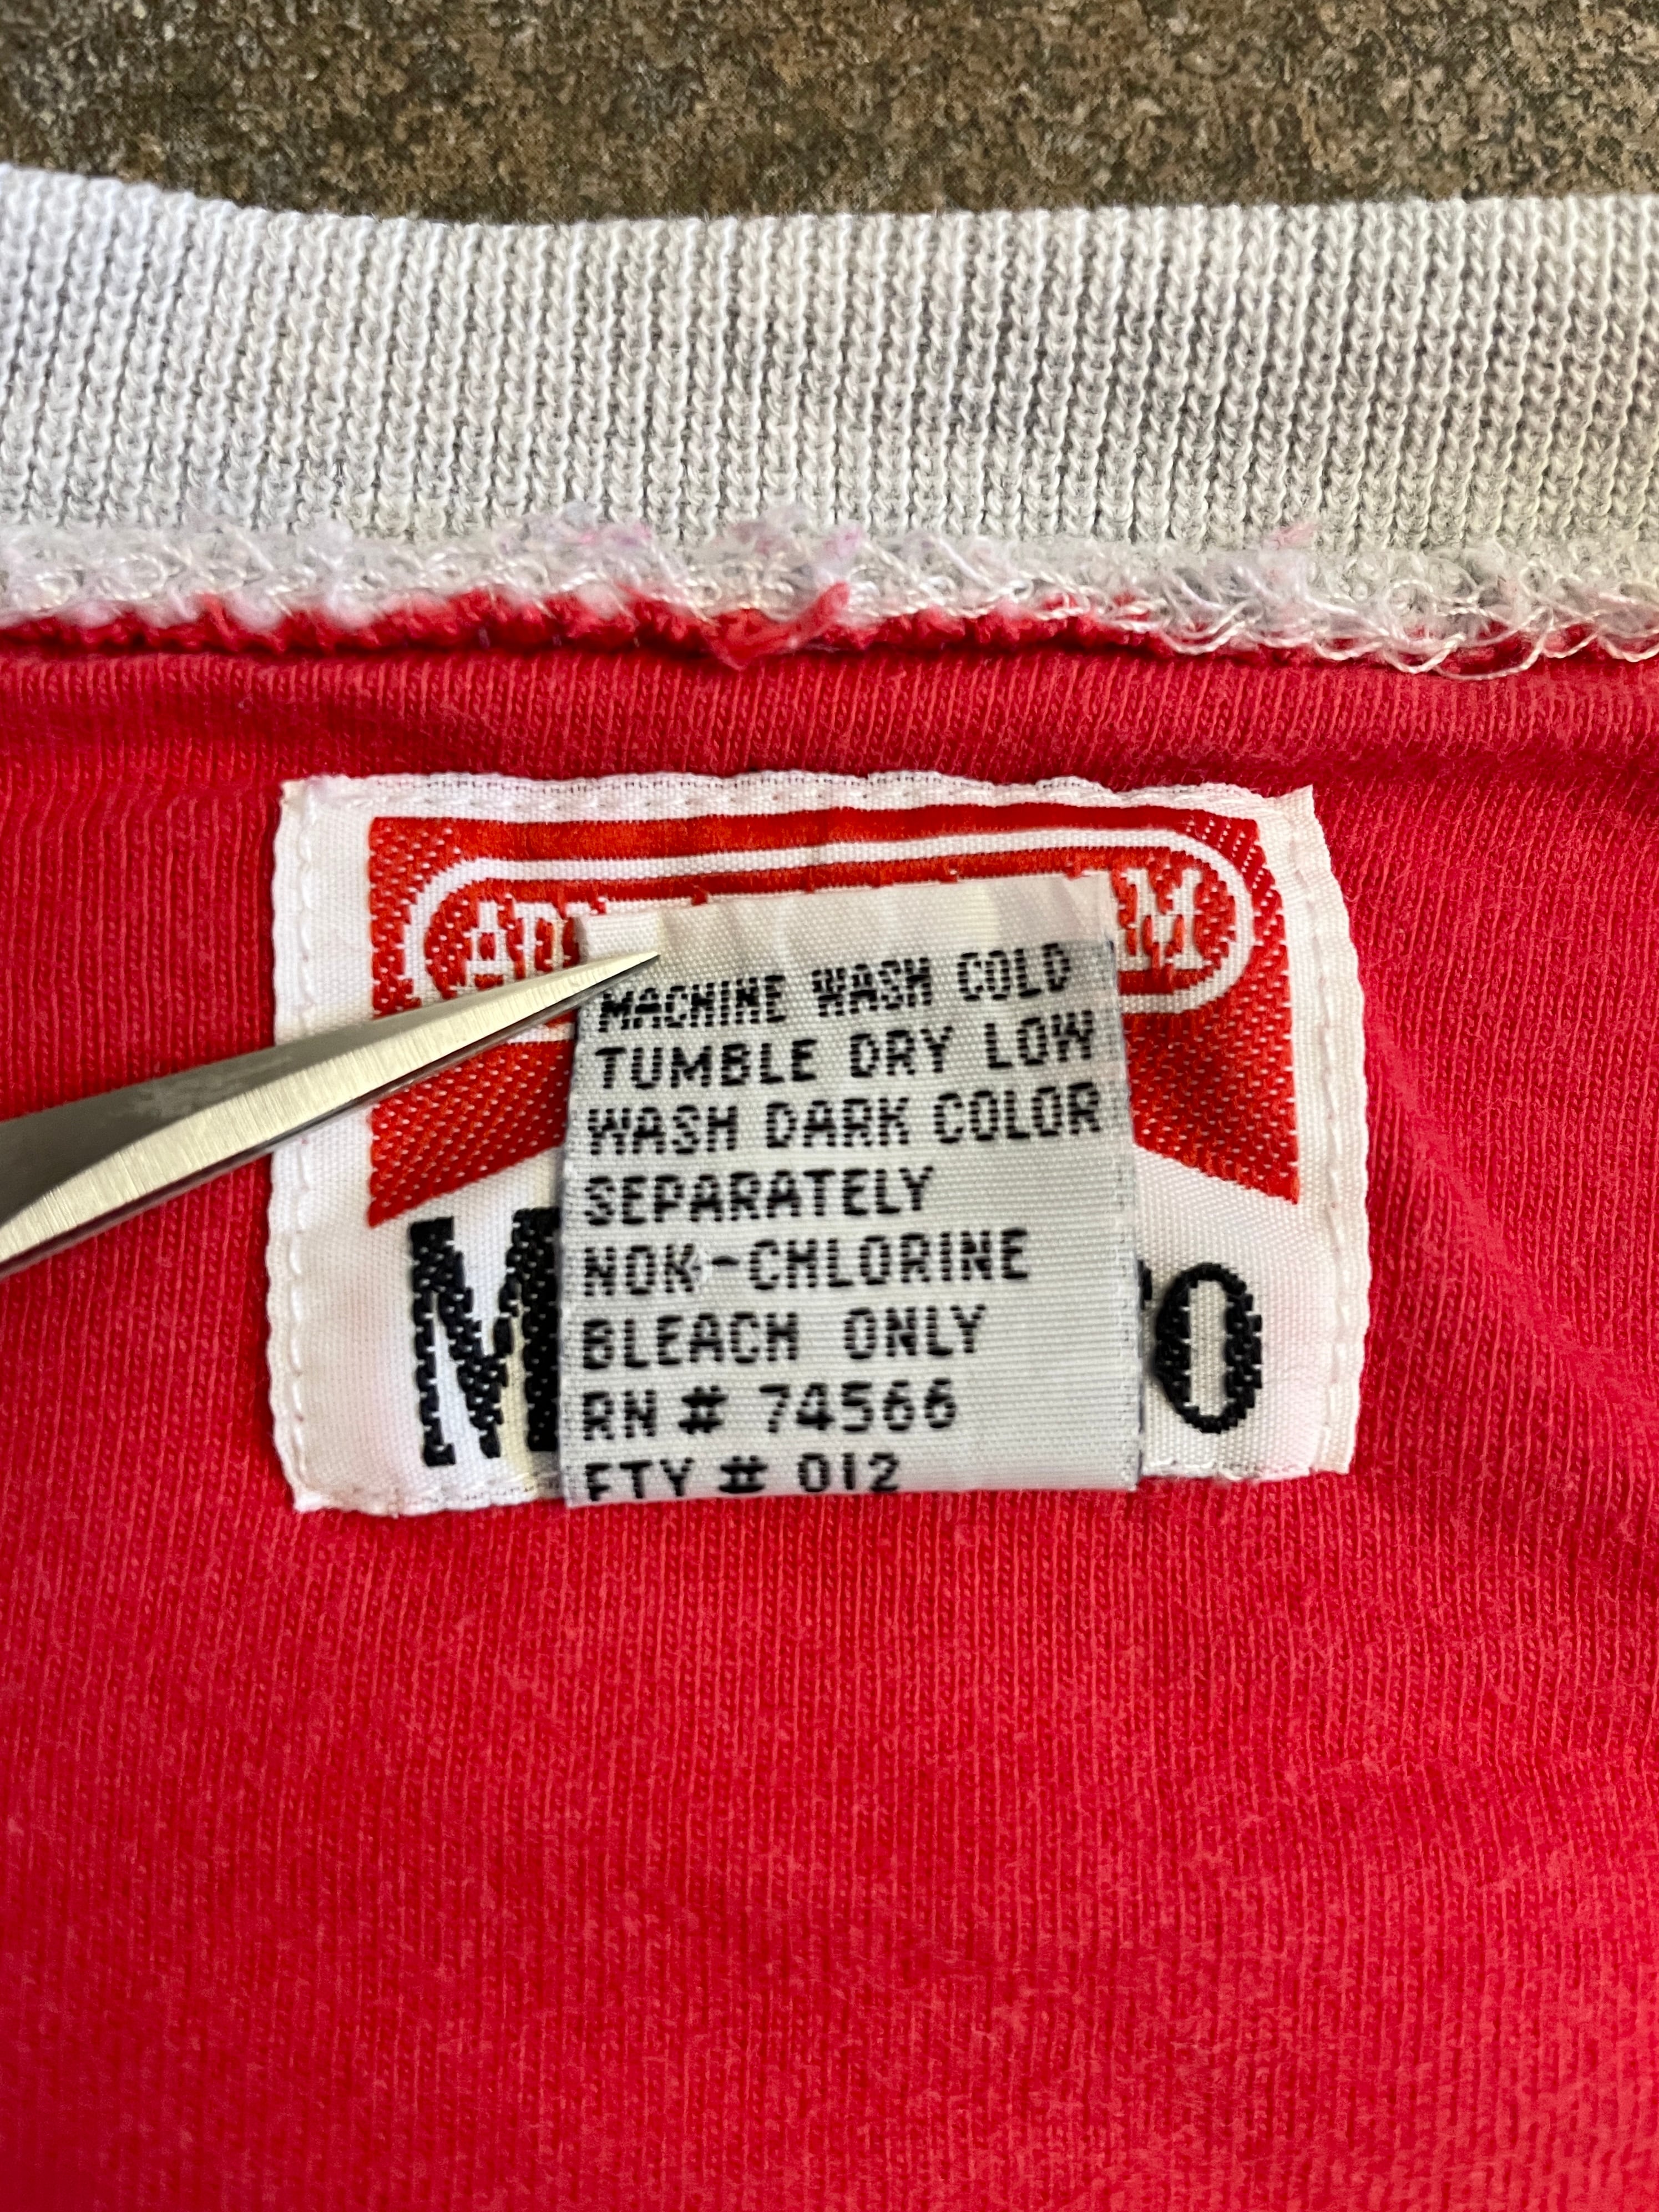 MACHINE WASH COLD
TUMBLE DRY LOW
WASH DARK COLOR
SEPARATELY
NOK-CHLORINE
BLEACH ONLY
RN # 74566
FTY # 012